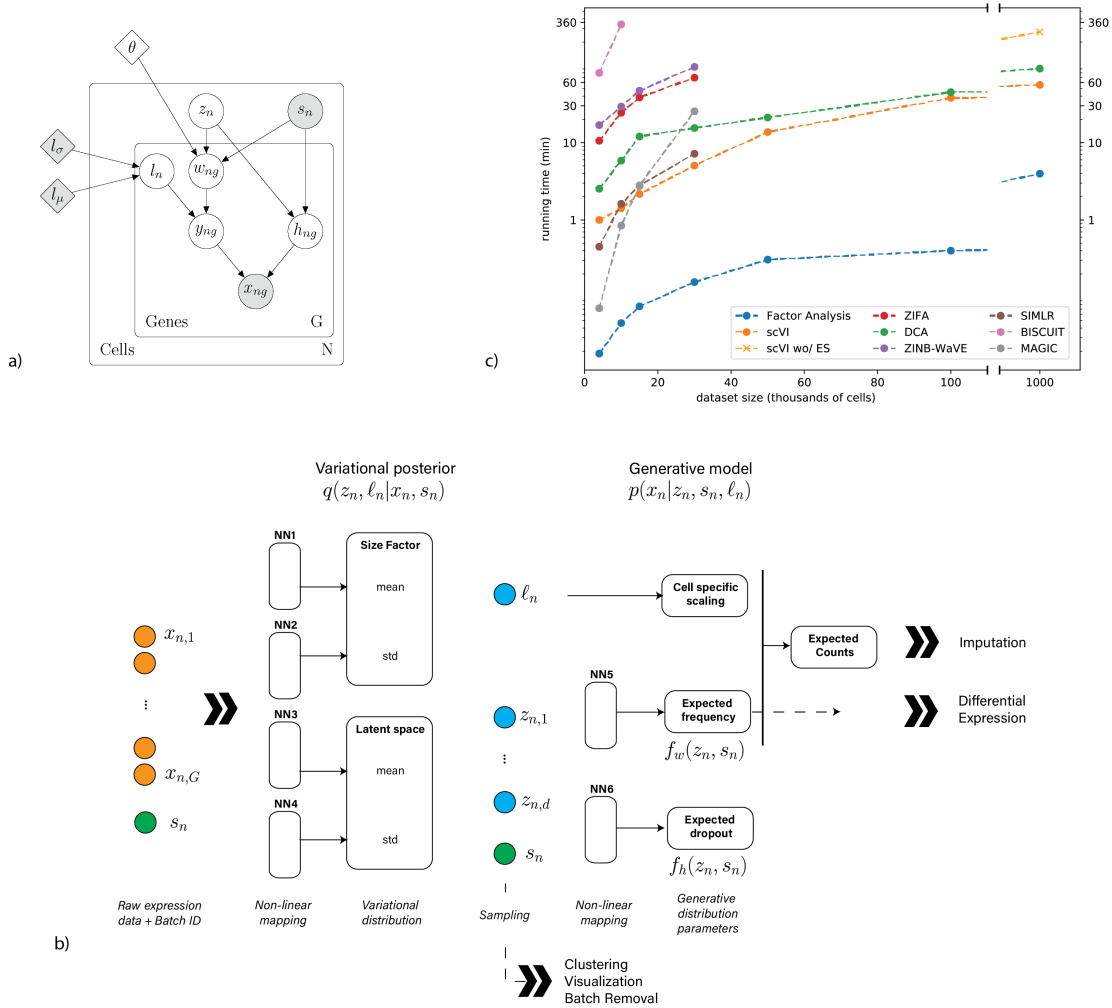 θ
z_n
s_n
l_σ
l_μ
l_n
w_ng
y_ng
h_ng
x_ng
Genes
G
Cells
N
a)
360
60
30
10
1
running time (min)
360
60
30
10
1
Factor Analysis
scVI
scVI wo/ ES
ZIFA
DCA
ZINB-WaVE
SIMLR
BISCUIT
MAGIC
0
20
40
60
80
100
1000
dataset size (thousands of cells)
c)
Variational posterior
q(z_n, ℓ_n|x_n, s_n)
Generative model
p(x_n|z_n, s_n, ℓ_n)
x_n,1
...
x_n,G
s_n
Raw expression
data + Batch ID
NN1
NN2
NN3
NN4
Non-linear
mapping
Size Factor
mean
std
Latent space
mean
std
Variational
distribution
ℓ_n
z_n,1
...
z_n,d
s_n
Sampling
NN5
NN6
Non-linear
mapping
Cell specific
scaling
Expected
frequency
f_w(z_n, s_n)
Expected
dropout
f_h(z_n, s_n)
Generative
distribution
parameters
Expected
Counts
Imputation
Differential
Expression
Clustering
Visualization
Batch Removal
b)